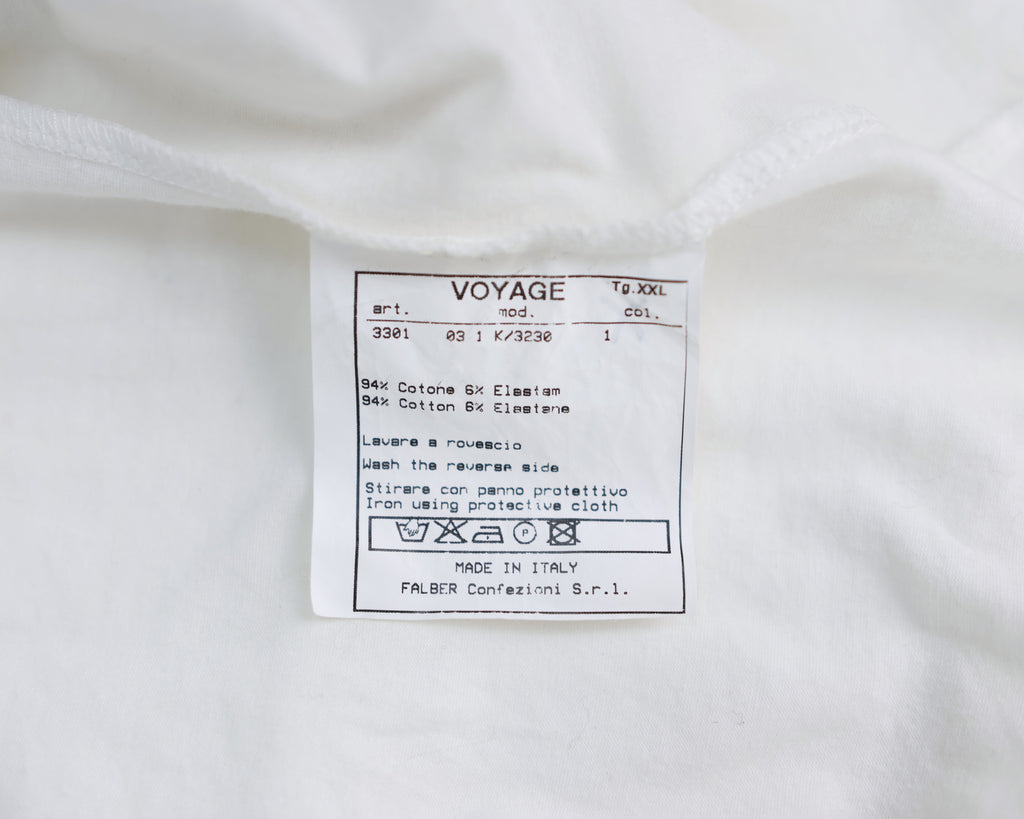 VOYAGE Tg.XXL
art. mod. col.
3301 03 1 K/3230 1
94% Cotone 6% Elastam
94% Cotton 6% Elastane
Lavare a rovescio
Wash the reverse side
Stirare con panno protettivo
Iron using protective cloth
P
MADE IN ITALY
FALBER Confezioni S.r.l.